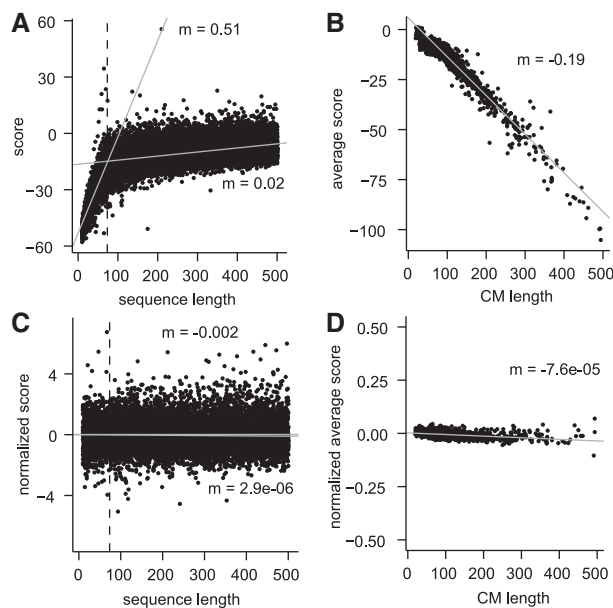 A
60
30
0
−30
−60
score
m = 0.51
m = 0.02
0 100 200 300 400 500
sequence length
B
0
−25
−50
−75
−100
average score
m = -0.19
0 100 200 300 400 500
CM length
C
4
0
−4
normalized score
m = -0.002
m = 2.9e-06
0 100 200 300 400 500
sequence length
D
0.50
0.25
0.00
−0.25
−0.50
normalized average score
m = -7.6e-05
0 100 200 300 400 500
CM length